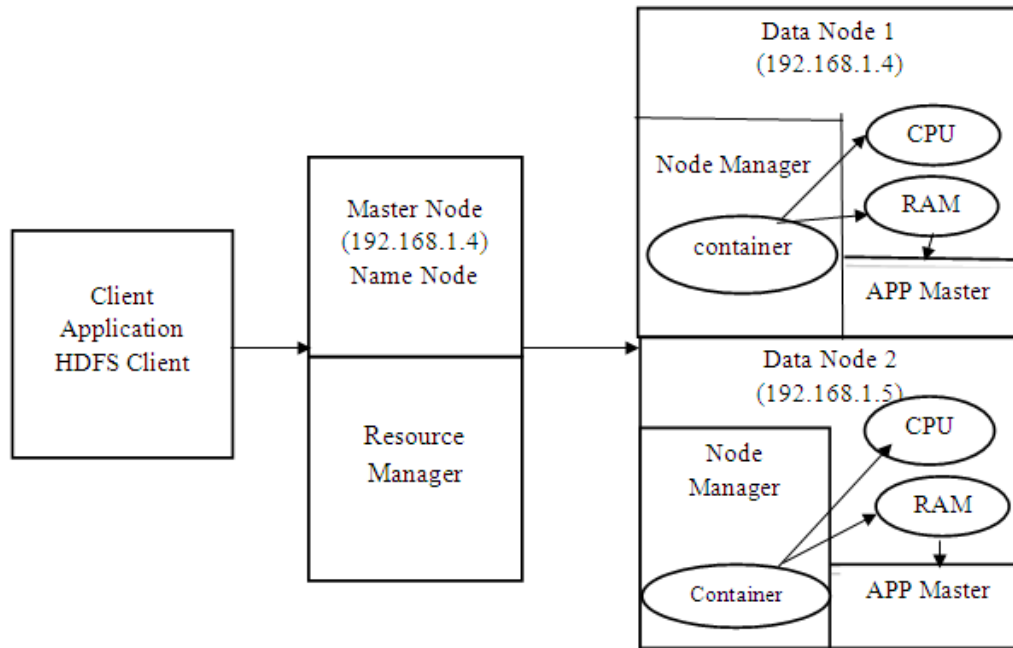 Client
Application
HDFS Client
Master Node
(192.168.1.4)
Name Node
Resource
Manager
Data Node 1
(192.168.1.4)
CPU
Node Manager
RAM
container
APP Master
Data Node 2
(192.168.1.5)
CPU
Node
Manager
RAM
Container
APP Master